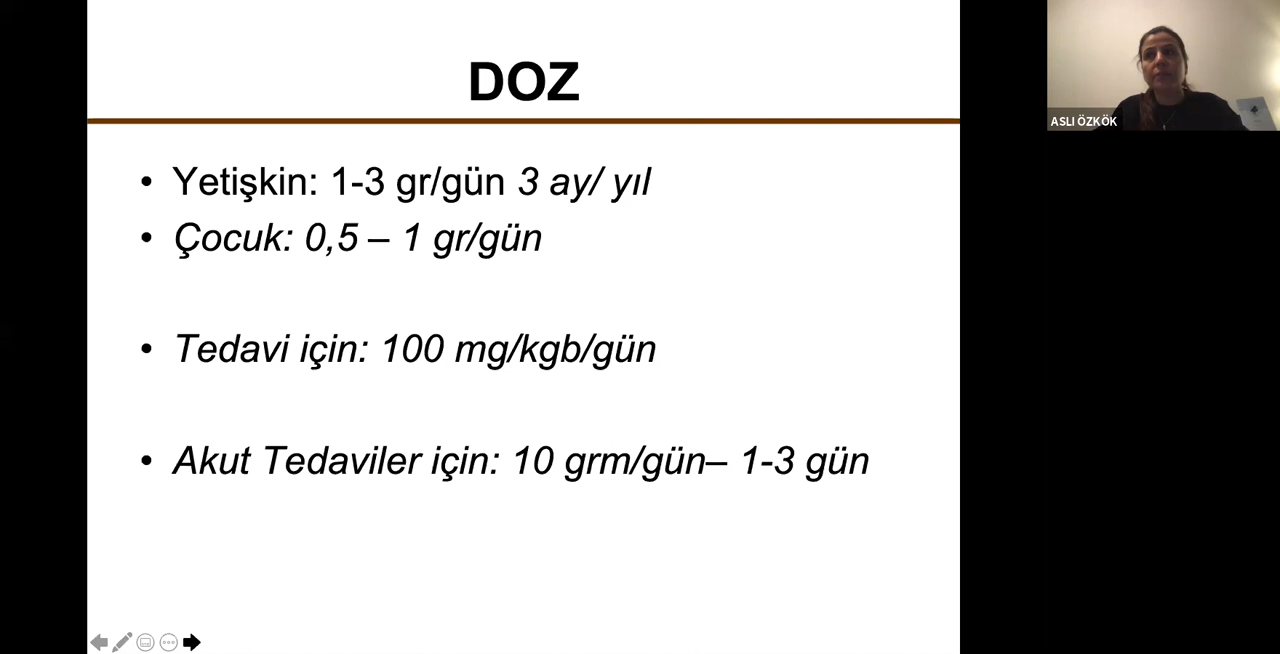 DOZ
• Yetişkin: 1-3 gr/gün 3 ay/ yıl
• Çocuk: 0,5 – 1 gr/gün
• Tedavi için: 100 mg/kgb/gün
• Akut Tedaviler için: 10 grm/gün– 1-3 gün
ASLI ÖZKÖK